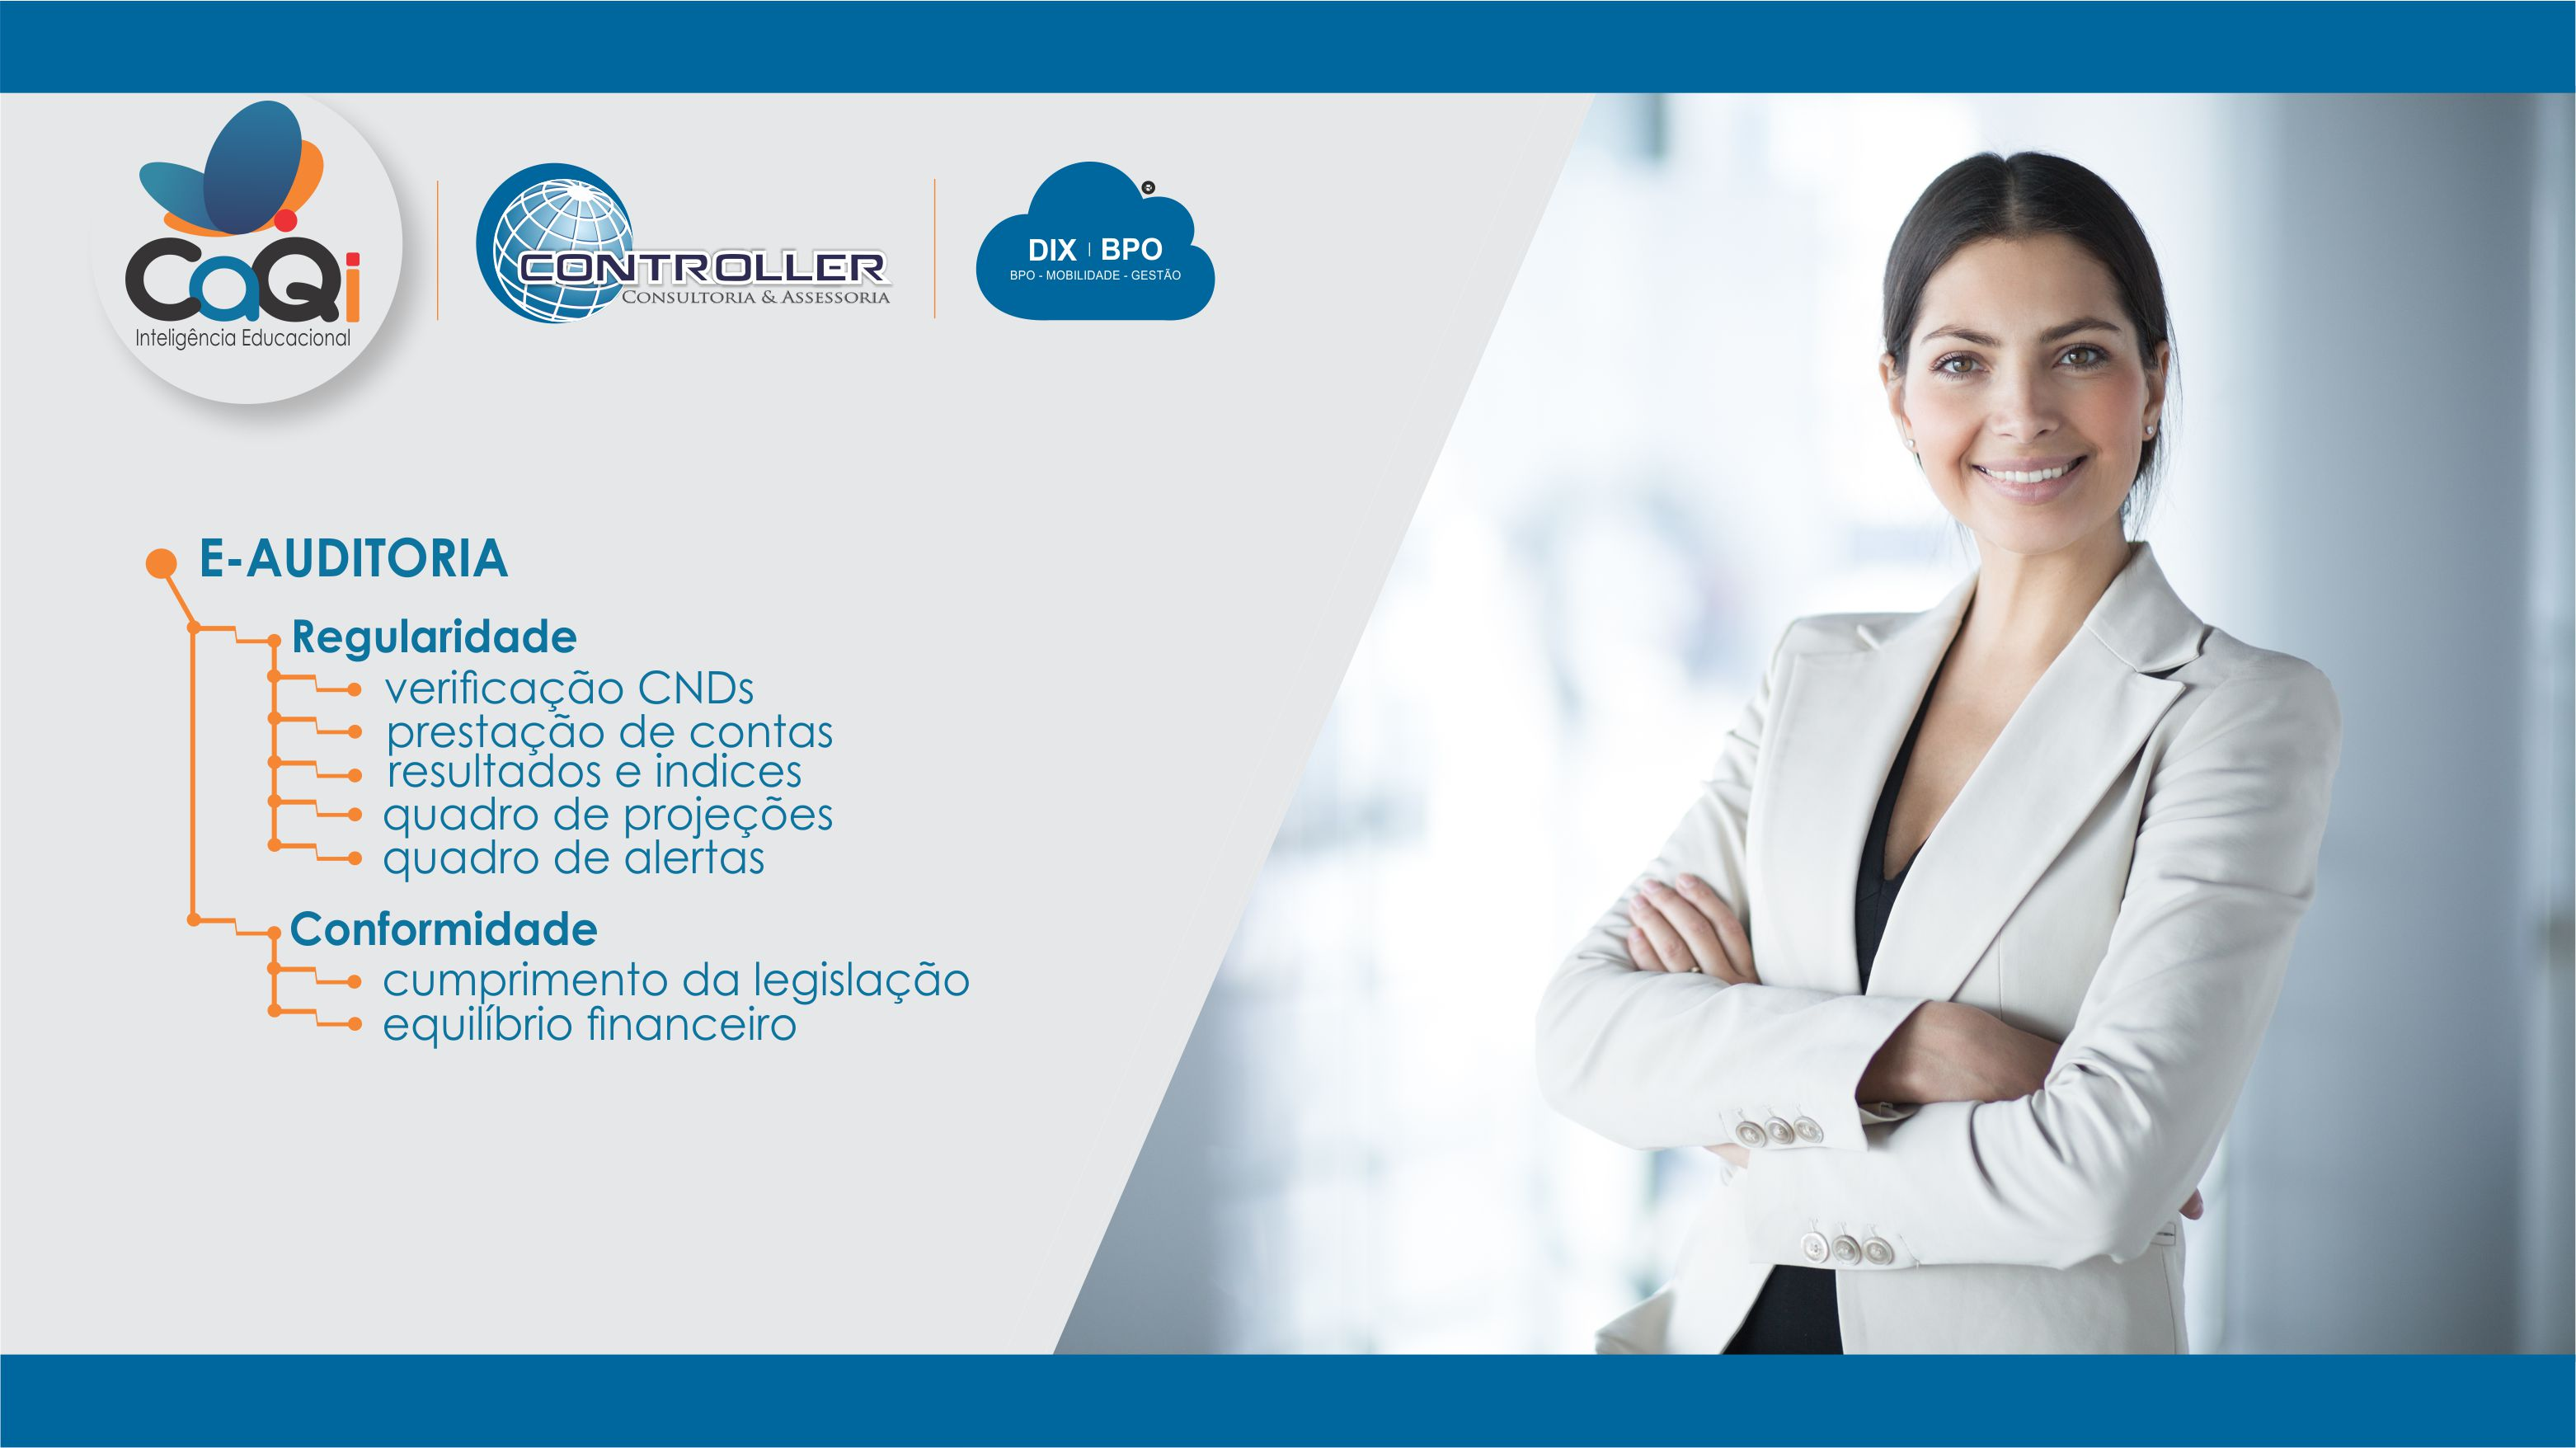 CaQi
Inteligência Educacional
CONTROLLER
CONSULTORIA & ASSESSORIA
DIX | BPO
BPO - MOBILIDADE - GESTÃO
E-AUDITORIA
Regularidade
verificação CNDs
prestação de contas
resultados e indices
quadro de projeções
quadro de alertas
Conformidade
cumprimento da legislação
equilíbrio financeiro